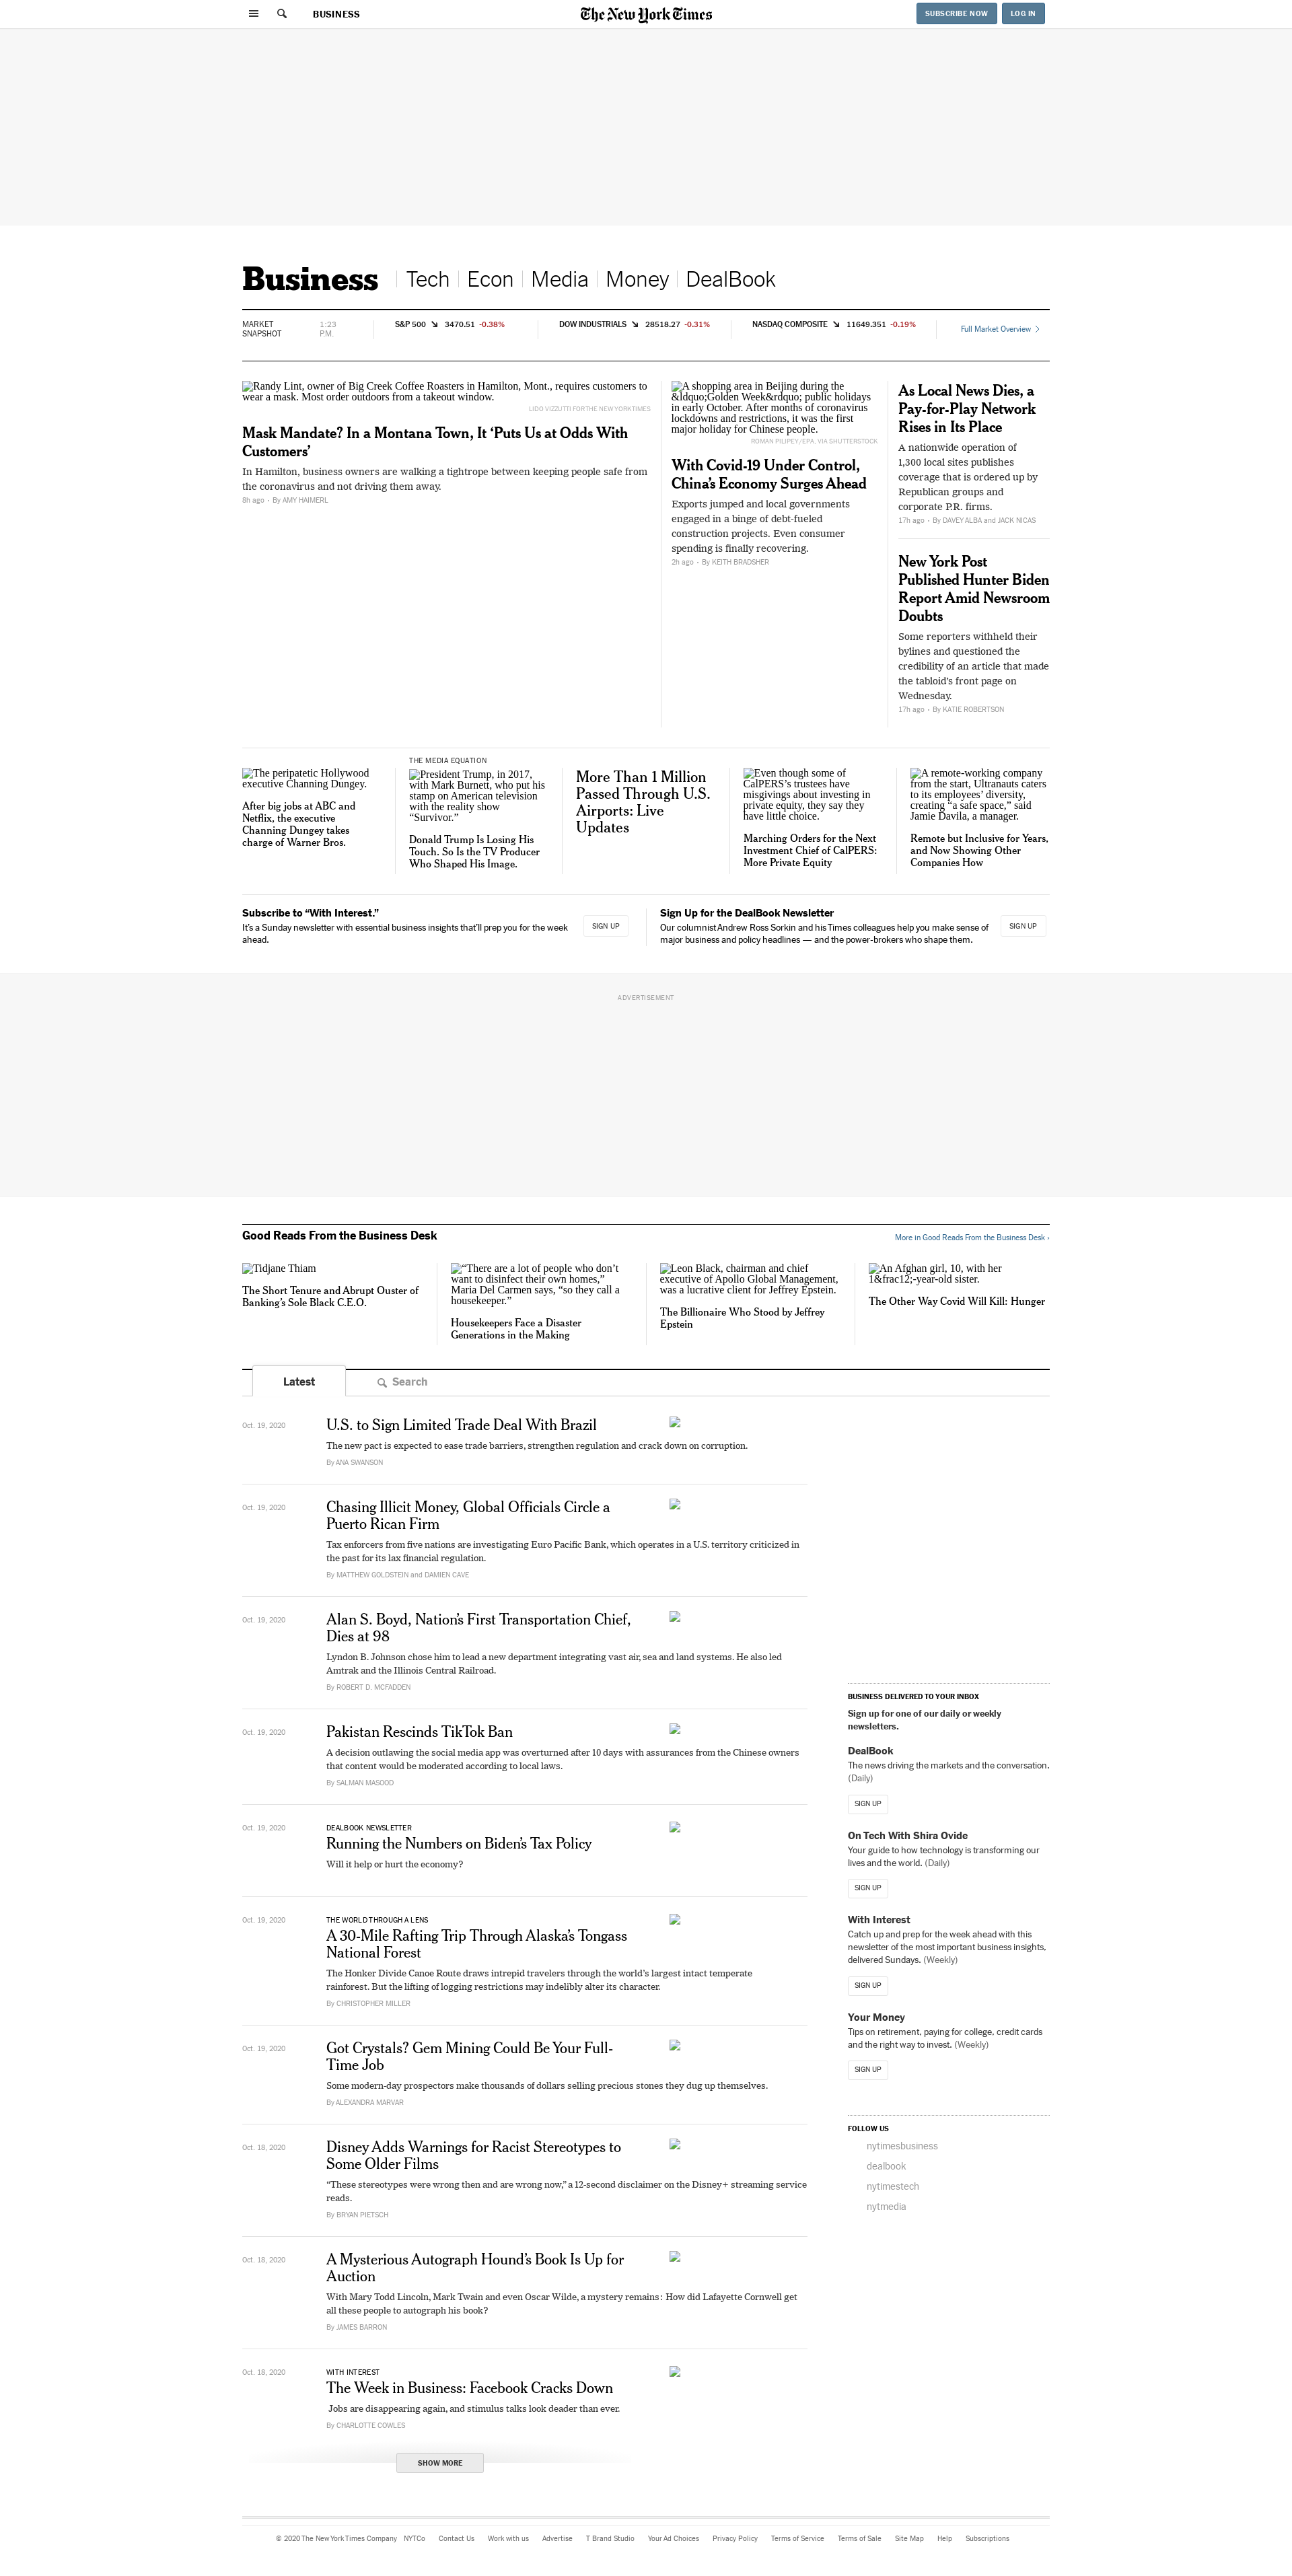 BUSINESS
The New York Times
SUBSCRIBE NOW
LOG IN
Business
Tech
Econ
Media
Money
DealBook
MARKET
SNAPSHOT
1:23
P.M.
S&P 500 3470.51 -0.38%
DOW INDUSTRIALS 28518.27 -0.31%
NASDAQ COMPOSITE 11649.351 -0.19%
Full Market Overview
Randy Lint, owner of Big Creek Coffee Roasters in Hamilton, Mont., requires customers to
wear a mask. Most order outdoors from a takeout window.
LIDO VIZZUTTI FOR THE NEW YORK TIMES
Mask Mandate? In a Montana Town, It ‘Puts Us at Odds With
Customers’
In Hamilton, business owners are walking a tightrope between keeping people safe from
the coronavirus and not driving them away.
8h ago • By AMY HAIMERL
A shopping area in Beijing during the
&ldquo;Golden Week&rdquo; public holidays
in early October. After months of coronavirus
lockdowns and restrictions, it was the first
major holiday for Chinese people.
ROMAN PILIPEY/EPA, VIA SHUTTERSTOCK
With Covid-19 Under Control,
China’s Economy Surges Ahead
Exports jumped and local governments
engaged in a binge of debt-fueled
construction projects. Even consumer
spending is finally recovering.
2h ago • By KEITH BRADSHER
As Local News Dies, a
Pay-for-Play Network
Rises in Its Place
A nationwide operation of
1,300 local sites publishes
coverage that is ordered up by
Republican groups and
corporate P.R. firms.
17h ago • By DAVEY ALBA and JACK NICAS
New York Post
Published Hunter Biden
Report Amid Newsroom
Doubts
Some reporters withheld their
bylines and questioned the
credibility of an article that made
the tabloid’s front page on
Wednesday.
17h ago • By KATIE ROBERTSON
The peripatetic Hollywood
executive Channing Dungey.
After big jobs at ABC and
Netflix, the executive
Channing Dungey takes
charge of Warner Bros.
THE MEDIA EQUATION
President Trump, in 2017,
with Mark Burnett, who put his
stamp on American television
with the reality show
“Survivor.”
Donald Trump Is Losing His
Touch. So Is the TV Producer
Who Shaped His Image.
More Than 1 Million
Passed Through U.S.
Airports: Live
Updates
Even though some of
CalPERS’s trustees have
misgivings about investing in
private equity, they say they
have little choice.
Marching Orders for the Next
Investment Chief of CalPERS:
More Private Equity
A remote-working company
from the start, Ultranauts caters
to its employees’ diversity,
creating “a safe space,” said
Jamie Davila, a manager.
Remote but Inclusive for Years,
and Now Showing Other
Companies How
Subscribe to “With Interest.”
It’s a Sunday newsletter with essential business insights that’ll prep you for the week
ahead.
SIGN UP
Sign Up for the DealBook Newsletter
Our columnist Andrew Ross Sorkin and his Times colleagues help you make sense of
major business and policy headlines — and the power-brokers who shape them.
SIGN UP
ADVERTISEMENT
Good Reads From the Business Desk
More in Good Reads From the Business Desk ›
Tidjane Thiam
The Short Tenure and Abrupt Ouster of
Banking’s Sole Black C.E.O.
“There are a lot of people who don’t
want to disinfect their own homes,”
Maria Del Carmen says, “so they call a
housekeeper.”
Housekeepers Face a Disaster
Generations in the Making
Leon Black, chairman and chief
executive of Apollo Global Management,
was a lucrative client for Jeffrey Epstein.
The Billionaire Who Stood by Jeffrey
Epstein
An Afghan girl, 10, with her
1&frac12;-year-old sister.
The Other Way Covid Will Kill: Hunger
Latest
Search
Oct. 19, 2020
U.S. to Sign Limited Trade Deal With Brazil
The new pact is expected to ease trade barriers, strengthen regulation and crack down on corruption.
By ANA SWANSON
Oct. 19, 2020
Chasing Illicit Money, Global Officials Circle a
Puerto Rican Firm
Tax enforcers from five nations are investigating Euro Pacific Bank, which operates in a U.S. territory criticized in
the past for its lax financial regulation.
By MATTHEW GOLDSTEIN and DAMIEN CAVE
Oct. 19, 2020
Alan S. Boyd, Nation’s First Transportation Chief,
Dies at 98
Lyndon B. Johnson chose him to lead a new department integrating vast air, sea and land systems. He also led
Amtrak and the Illinois Central Railroad.
By ROBERT D. MCFADDEN
Oct. 19, 2020
Pakistan Rescinds TikTok Ban
A decision outlawing the social media app was overturned after 10 days with assurances from the Chinese owners
that content would be moderated according to local laws.
By SALMAN MASOOD
Oct. 19, 2020
DEALBOOK NEWSLETTER
Running the Numbers on Biden’s Tax Policy
Will it help or hurt the economy?
Oct. 19, 2020
THE WORLD THROUGH A LENS
A 30-Mile Rafting Trip Through Alaska’s Tongass
National Forest
The Honker Divide Canoe Route draws intrepid travelers through the world’s largest intact temperate
rainforest. But the lifting of logging restrictions may indelibly alter its character.
By CHRISTOPHER MILLER
Oct. 19, 2020
Got Crystals? Gem Mining Could Be Your Full-
Time Job
Some modern-day prospectors make thousands of dollars selling precious stones they dug up themselves.
By ALEXANDRA MARVAR
Oct. 18, 2020
Disney Adds Warnings for Racist Stereotypes to
Some Older Films
“These stereotypes were wrong then and are wrong now,” a 12-second disclaimer on the Disney+ streaming service
reads.
By BRYAN PIETSCH
Oct. 18, 2020
A Mysterious Autograph Hound’s Book Is Up for
Auction
With Mary Todd Lincoln, Mark Twain and even Oscar Wilde, a mystery remains: How did Lafayette Cornwell get
all these people to autograph his book?
By JAMES BARRON
Oct. 18, 2020
WITH INTEREST
The Week in Business: Facebook Cracks Down
Jobs are disappearing again, and stimulus talks look deader than ever.
By CHARLOTTE COWLES
SHOW MORE
BUSINESS DELIVERED TO YOUR INBOX
Sign up for one of our daily or weekly
newsletters.
DealBook
The news driving the markets and the conversation.
(Daily)
SIGN UP
On Tech With Shira Ovide
Your guide to how technology is transforming our
lives and the world. (Daily)
SIGN UP
With Interest
Catch up and prep for the week ahead with this
newsletter of the most important business insights,
delivered Sundays. (Weekly)
SIGN UP
Your Money
Tips on retirement, paying for college, credit cards
and the right way to invest. (Weekly)
SIGN UP
FOLLOW US
nytimesbusiness
dealbook
nytimestech
nytmedia
© 2020 The New York Times Company NYTCo Contact Us Work with us Advertise T Brand Studio Your Ad Choices Privacy Policy Terms of Service Terms of Sale Site Map Help Subscriptions